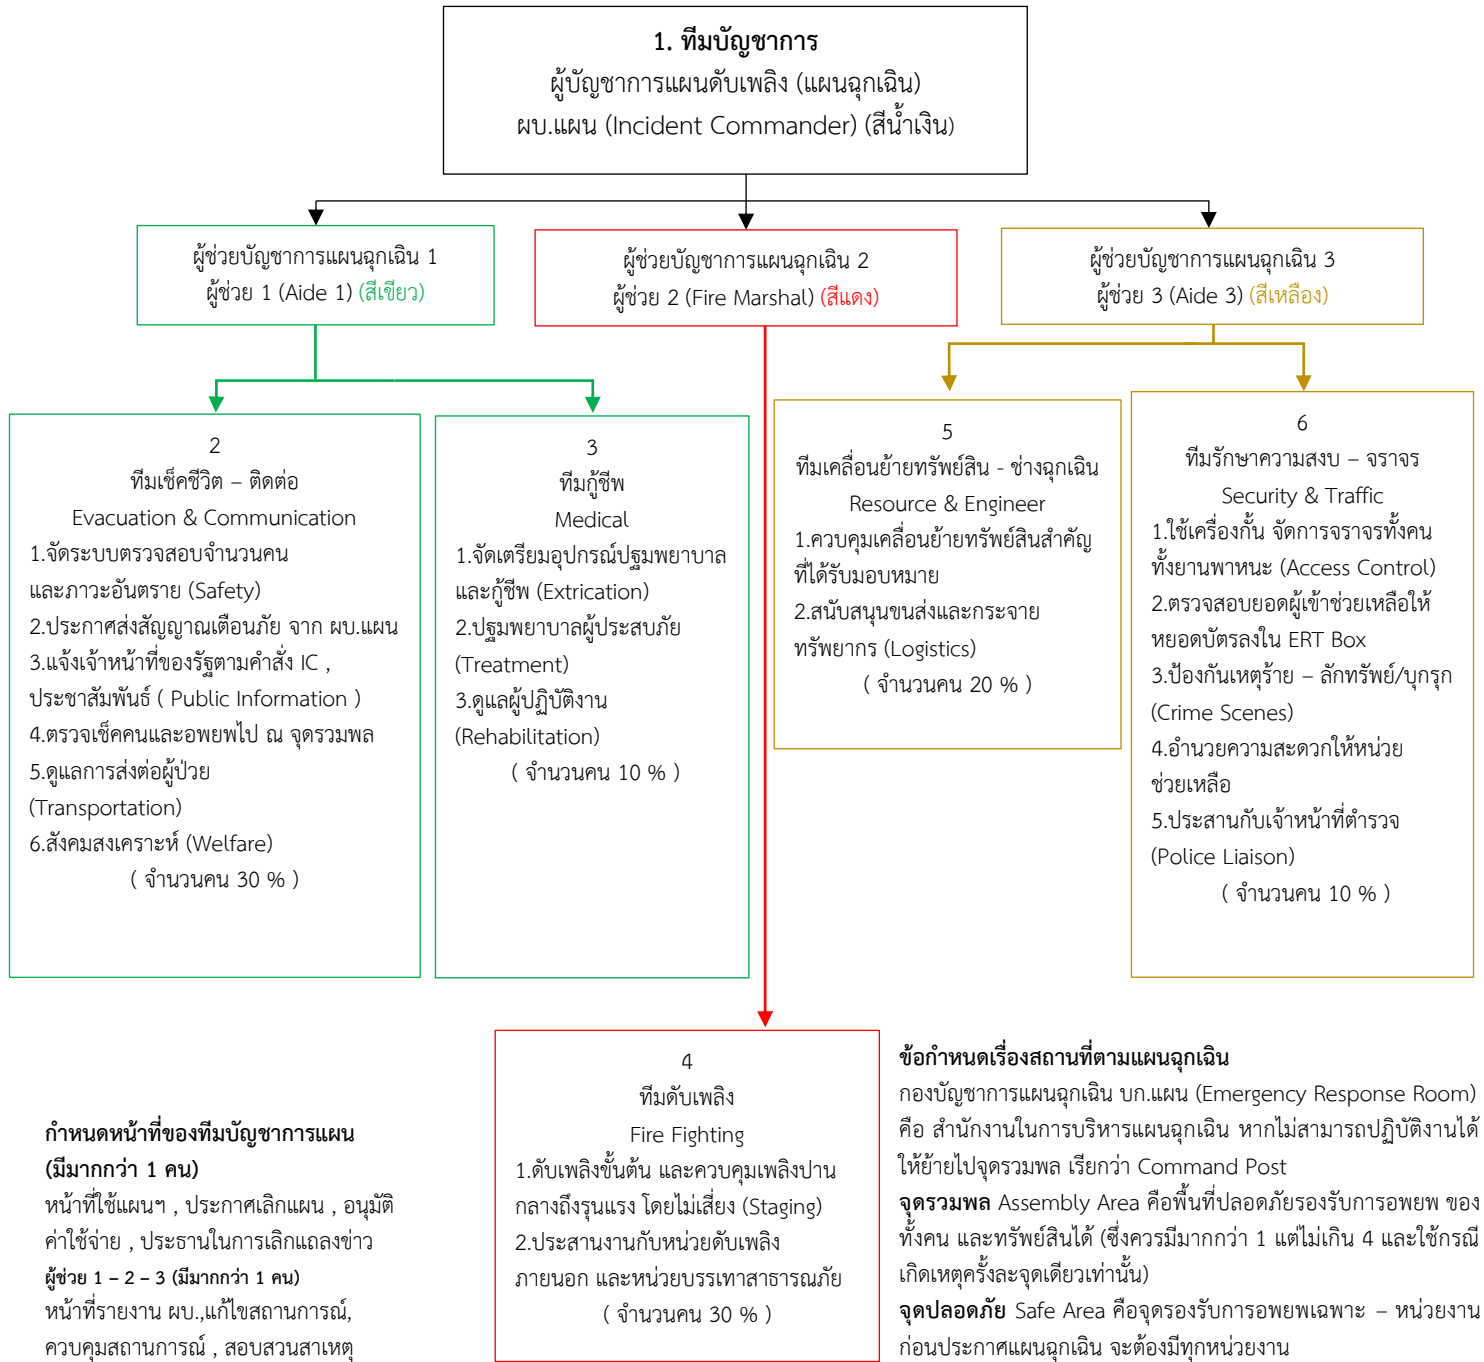 1. ทีมบัญชาการ
ผู้บัญชาการแผนดับเพลิง (แผนฉุกเฉิน)
ผบ.แผน (Incident Commander) (สีน้ำเงิน)
ผู้ช่วยบัญชาการแผนฉุกเฉิน 1
ผู้ช่วย 1 (Aide 1) (สีเขียว)
ผู้ช่วยบัญชาการแผนฉุกเฉิน 2
ผู้ช่วย 2 (Fire Marshal) (สีแดง)
ผู้ช่วยบัญชาการแผนฉุกเฉิน 3
ผู้ช่วย 3 (Aide 3) (สีเหลือง)
2
ทีมเช็คชีวิต – ติดต่อ
Evacuation & Communication
1.จัดระบบตรวจสอบจำนวนคน
และภาวะอันตราย (Safety)
2.ประกาศส่งสัญญาณเตือนภัย จาก ผบ.แผน
3.แจ้งเจ้าหน้าที่ของรัฐตามคำสั่ง IC ,
ประชาสัมพันธ์ ( Public Information )
4.ตรวจเช็คคนและอพยพไป ณ จุดรวมพล
5.ดูแลการส่งต่อผู้ป่วย
(Transportation)
6.สังคมสงเคราะห์ (Welfare)
( จำนวนคน 30 % )
3
ทีมกู้ชีพ
Medical
1.จัดเตรียมอุปกรณ์ปฐมพยาบาล
และกู้ชีพ (Extrication)
2.ปฐมพยาบาลผู้ประสบภัย
(Treatment)
3.ดูแลผู้ปฏิบัติงาน
(Rehabilitation)
( จำนวนคน 10 % )
5
ทีมเคลื่อนย้ายทรัพย์สิน - ช่างฉุกเฉิน
Resource & Engineer
1.ควบคุมเคลื่อนย้ายทรัพย์สินสำคัญ
ที่ได้รับมอบหมาย
2.สนับสนุนขนส่งและกระจาย
ทรัพยากร (Logistics)
( จำนวนคน 20 % )
6
ทีมรักษาความสงบ – จราจร
Security & Traffic
1.ใช้เครื่องกั้น จัดการจราจรทั้งคน
ทั้งยานพาหนะ (Access Control)
2.ตรวจสอบยอดผู้เข้าช่วยเหลือให้
หยอดบัตรลงใน ERT Box
3.ป้องกันเหตุร้าย – ลักทรัพย์/บุกรุก
(Crime Scenes)
4.อำนวยความสะดวกให้หน่วย
ช่วยเหลือ
5.ประสานกับเจ้าหน้าที่ตำรวจ
(Police Liaison)
( จำนวนคน 10 % )
กำหนดหน้าที่ของทีมบัญชาการแผน
(มีมากกว่า 1 คน)
หน้าที่ใช้แผนฯ , ประกาศเลิกแผน , อนุมัติ
ค่าใช้จ่าย , ประธานในการเลิกแถลงข่าว
ผู้ช่วย 1 – 2 – 3 (มีมากกว่า 1 คน)
หน้าที่รายงาน ผบ.,แก้ไขสถานการณ์,
ควบคุมสถานการณ์ , สอบสวนสาเหตุ
4
ทีมดับเพลิง
Fire Fighting
1.ดับเพลิงขั้นต้น และควบคุมเพลิงปาน
กลางถึงรุนแรง โดยไม่เสี่ยง (Staging)
2.ประสานงานกับหน่วยดับเพลิง
ภายนอก และหน่วยบรรเทาสาธารณภัย
( จำนวนคน 30 % )
ข้อกำหนดเรื่องสถานที่ตามแผนฉุกเฉิน
กองบัญชาการแผนฉุกเฉิน บก.แผน (Emergency Response Room)
คือ สำนักงานในการบริหารแผนฉุกเฉิน หากไม่สามารถปฏิบัติงานได้
ให้ย้ายไปจุดรวมพล เรียกว่า Command Post
จุดรวมพล Assembly Area คือพื้นที่ปลอดภัยรองรับการอพยพ ของ
ทั้งคน และทรัพย์สินได้ (ซึ่งควรมีมากกว่า 1 แต่ไม่เกิน 4 และใช้กรณี
เกิดเหตุครั้งละจุดเดียวเท่านั้น)
จุดปลอดภัย Safe Area คือจุดรองรับการอพยพเฉพาะ – หน่วยงาน
ก่อนประกาศแผนฉุกเฉิน จะต้องมีทุกหน่วยงาน